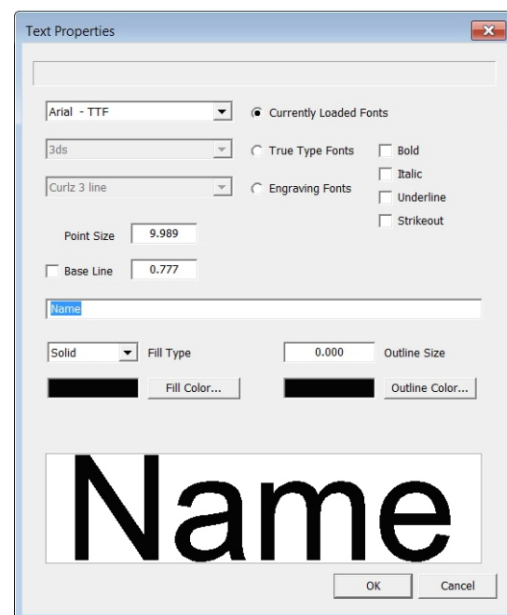 Text Properties
Arial - TTF
Currently Loaded Fonts
3ds
True Type Fonts
Bold
Italic
Curlz 3 line
Engraving Fonts
Underline
Strikeout
Point Size
9.989
Base Line
0.777
Name
Solid
Fill Type
0.000
Outline Size
Fill Color...
Outline Color...
Name
OK
Cancel